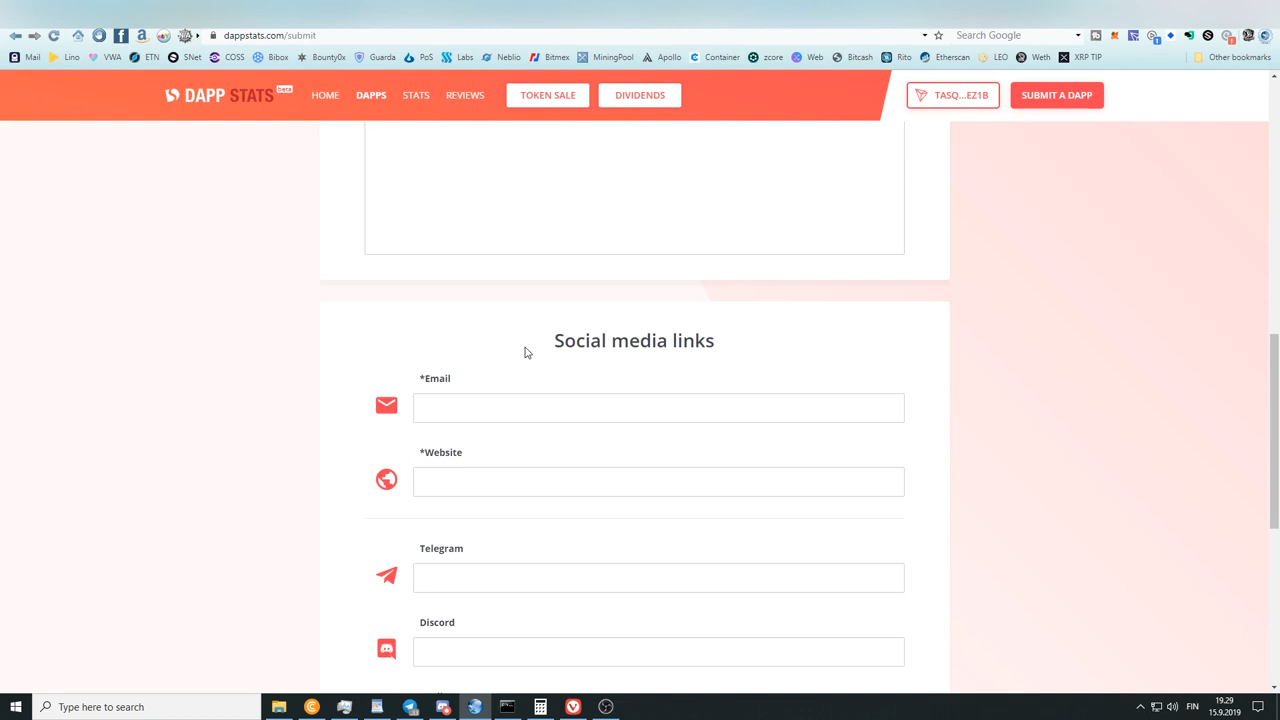 dappstats.com/submit
Search Google
Mail Lino VWA ETN SNet COSS Bibox Bounty0x Guarda PoS Labs Neblio Bitmex MiningPool Apollo Container zcore Web Bitcash Rito Etherscan LEO Weth XRP TIP Other bookmarks
DAPP STATS beta HOME DAPPS STATS REVIEWS TOKEN SALE DIVIDENDS TASQ...EZ1B SUBMIT A DAPP
Social media links
*Email
*Website
Telegram
Discord
Type here to search
FIN
19.29
15.9.2019